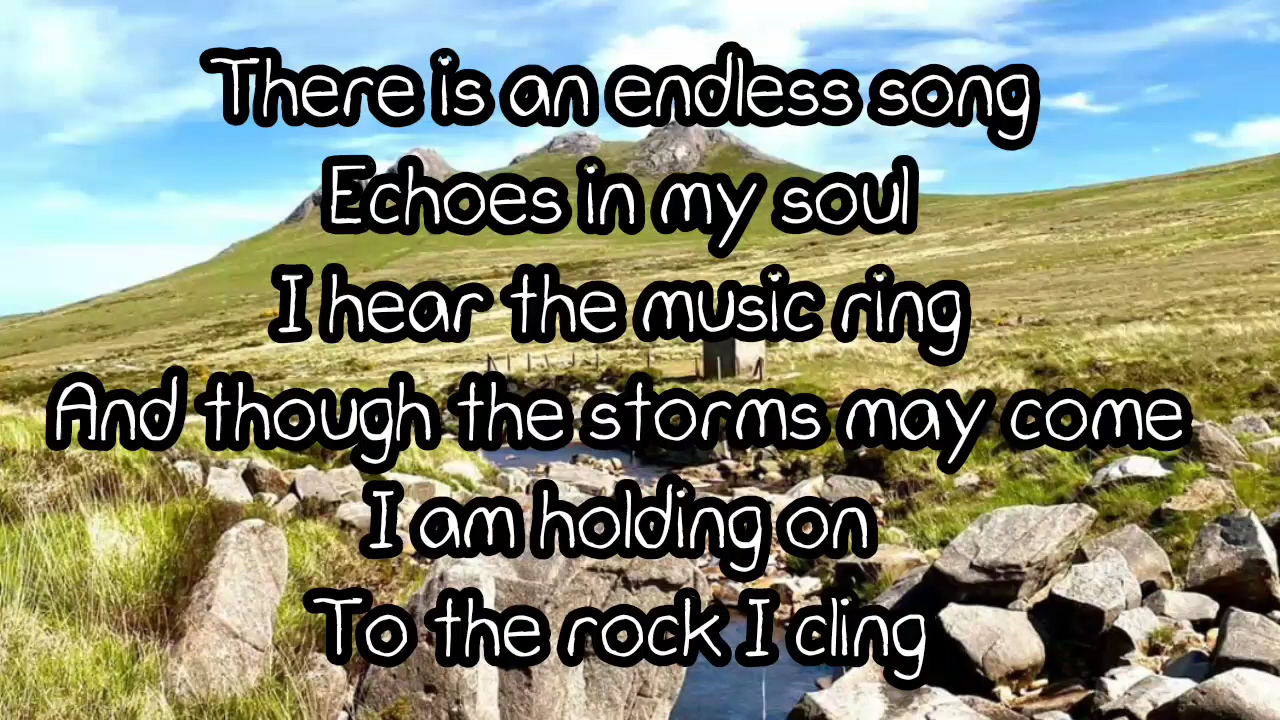 There is an endless song
Echoes in my soul
I hear the music ring
And though the storms may come
I am holding on
To the rock I cling